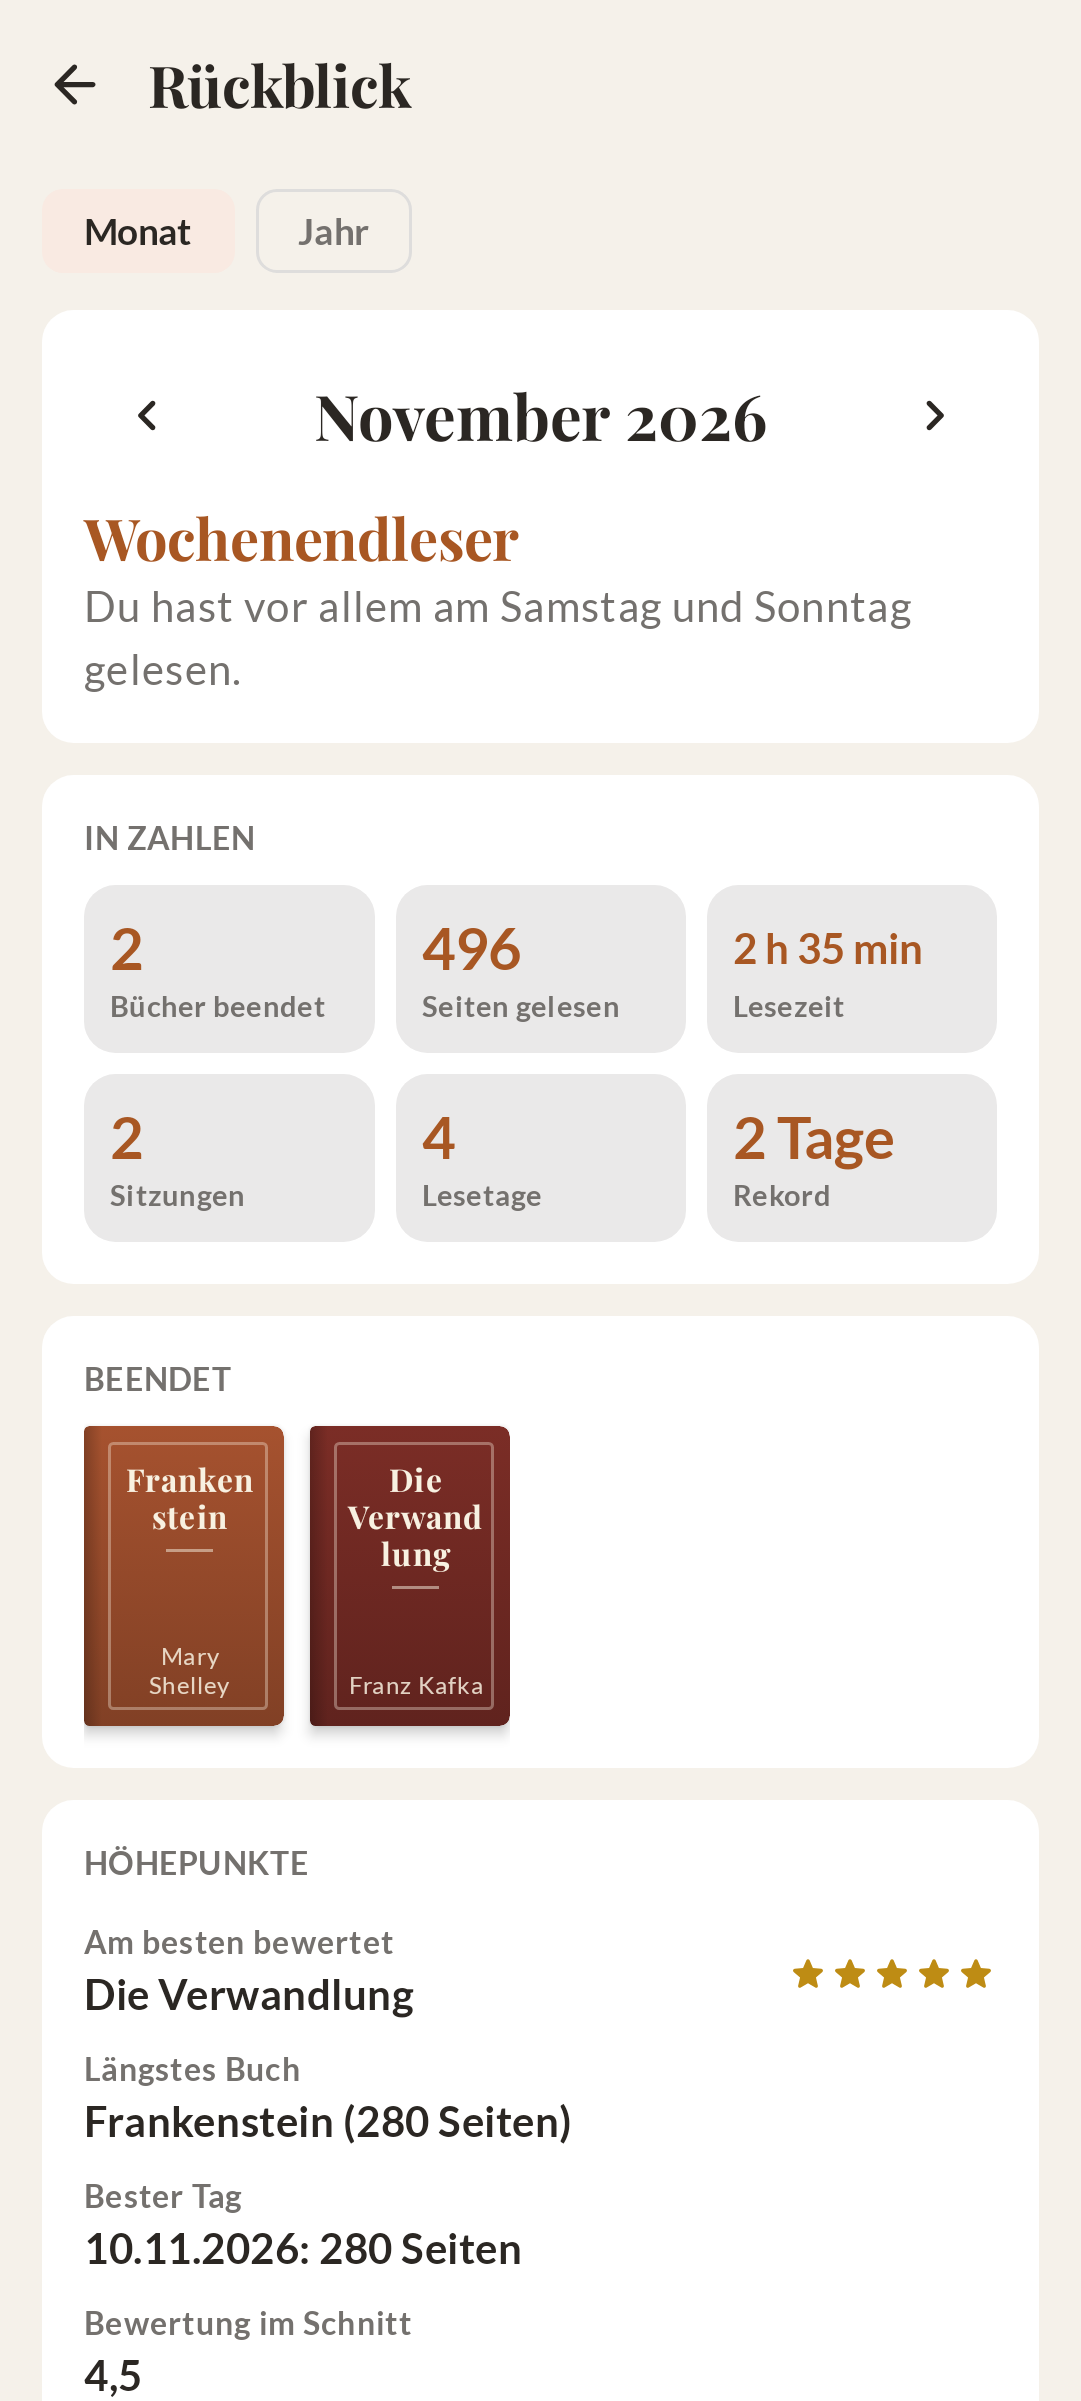 Rückblick
Monat
Jahr
November 2026
Wochenendleser
Du hast vor allem am Samstag und Sonntag
gelesen.
IN ZAHLEN
2
Bücher beendet
496
Seiten gelesen
2 h 35 min
Lesezeit
2
Sitzungen
4
Lesetage
2 Tage
Rekord
BEENDET
Franken
stein
Mary
Shelley
Die
Verwand
lung
Franz Kafka
HÖHEPUNKTE
Am besten bewertet
Die Verwandlung
Längstes Buch
Frankenstein (280 Seiten)
Bester Tag
10.11.2026: 280 Seiten
Bewertung im Schnitt
4,5